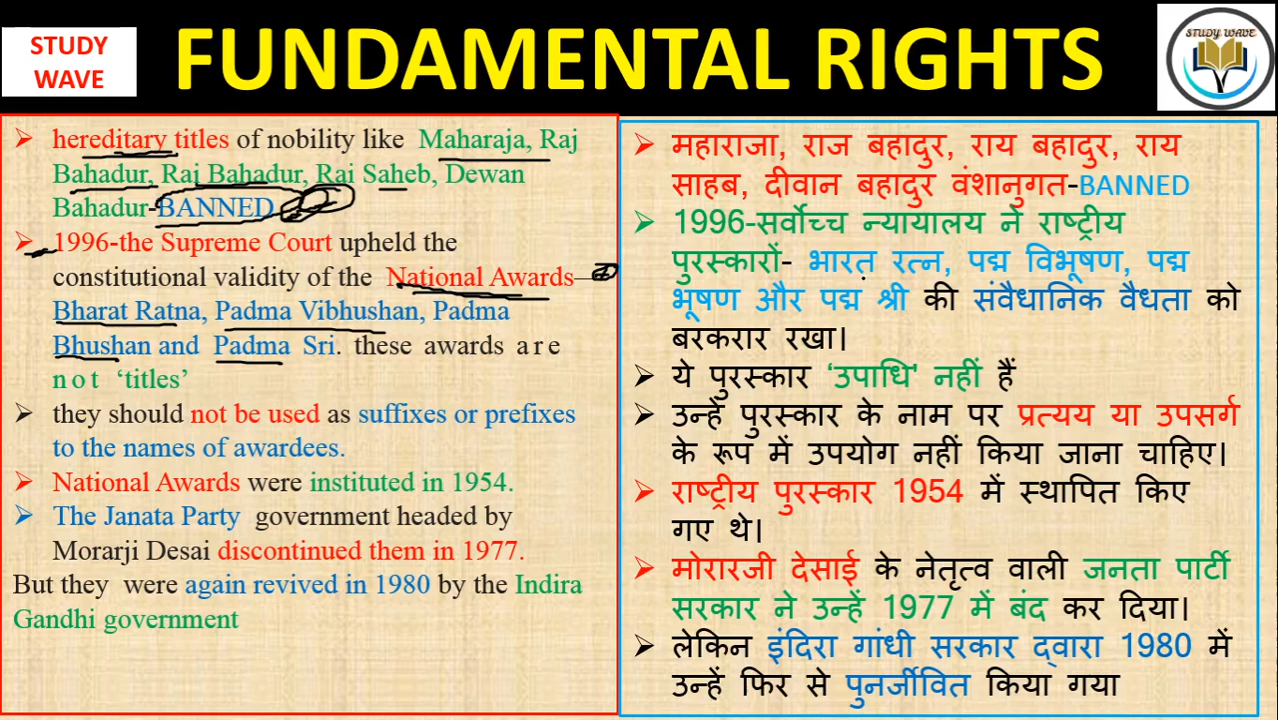 STUDY
WAVE
FUNDAMENTAL RIGHTS
STUDY WAVE
➢ hereditary titles of nobility like Maharaja, Raj
Bahadur, Rai Bahadur, Rai Saheb, Dewan
Bahadur-BANNED
➢ 1996-the Supreme Court upheld the
constitutional validity of the National Awards—
Bharat Ratna, Padma Vibhushan, Padma
Bhushan and Padma Sri. these awards are
not ‘titles’
➢ they should not be used as suffixes or prefixes
to the names of awardees.
➢ National Awards were instituted in 1954.
➢ The Janata Party government headed by
Morarji Desai discontinued them in 1977.
But they were again revived in 1980 by the Indira
Gandhi government
➢ महाराजा, राज बहादुर, राय बहादुर, राय
साहब, दीवान बहादुर वंशानुगत-BANNED
➢ 1996-सर्वोच्च न्यायालय ने राष्ट्रीय
पुरस्कारों- भारत रत्न, पद्म विभूषण, पद्म
भूषण और पद्म श्री की संवैधानिक वैधता को
बरकरार रखा।
➢ ये पुरस्कार ‘उपाधि' नहीं हैं
➢ उन्हें पुरस्कार के नाम पर प्रत्यय या उपसर्ग
के रूप में उपयोग नहीं किया जाना चाहिए।
➢ राष्ट्रीय पुरस्कार 1954 में स्थापित किए
गए थे।
➢ मोरारजी देसाई के नेतृत्व वाली जनता पार्टी
सरकार ने उन्हें 1977 में बंद कर दिया।
➢ लेकिन इंदिरा गांधी सरकार द्वारा 1980 में
उन्हें फिर से पुनर्जीवित किया गया